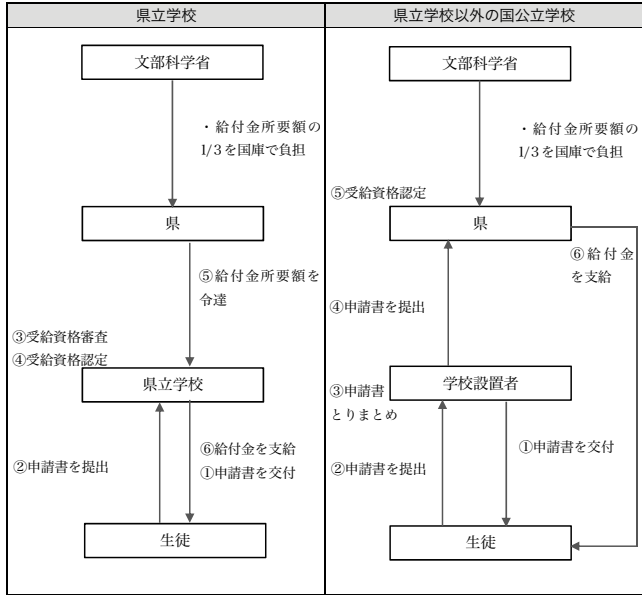 県立学校
文部科学省
・給付金所要額の
1/3を国庫で負担
県
⑤給付金所要額を
令達
③受給資格審査
④受給資格認定
県立学校
⑥給付金を支給
②申請書を提出
①申請書を交付
生徒
県立学校以外の国公立学校
文部科学省
・給付金所要額の
1/3を国庫で負担
⑤受給資格認定
県
⑥給付金
を支給
④申請書を提出
学校設置者
③申請書
とりまとめ
①申請書を交付
②申請書を提出
生徒